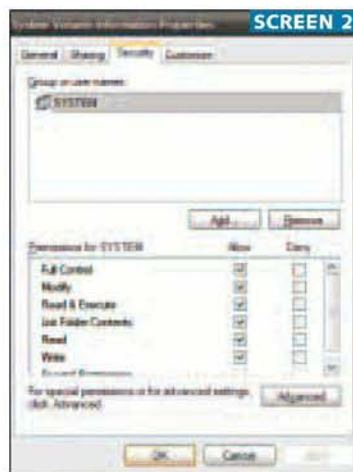 System Volume Information Properties
SCREEN 2
General Sharing Security Customize
Group or user names:
SYSTEM
Add... Remove
Permissions for SYSTEM Allow Deny
Full Control
Modify
Read & Execute
List Folder Contents
Read
Write
For special permissions or for advanced settings,
click Advanced.
Advanced
OK Cancel